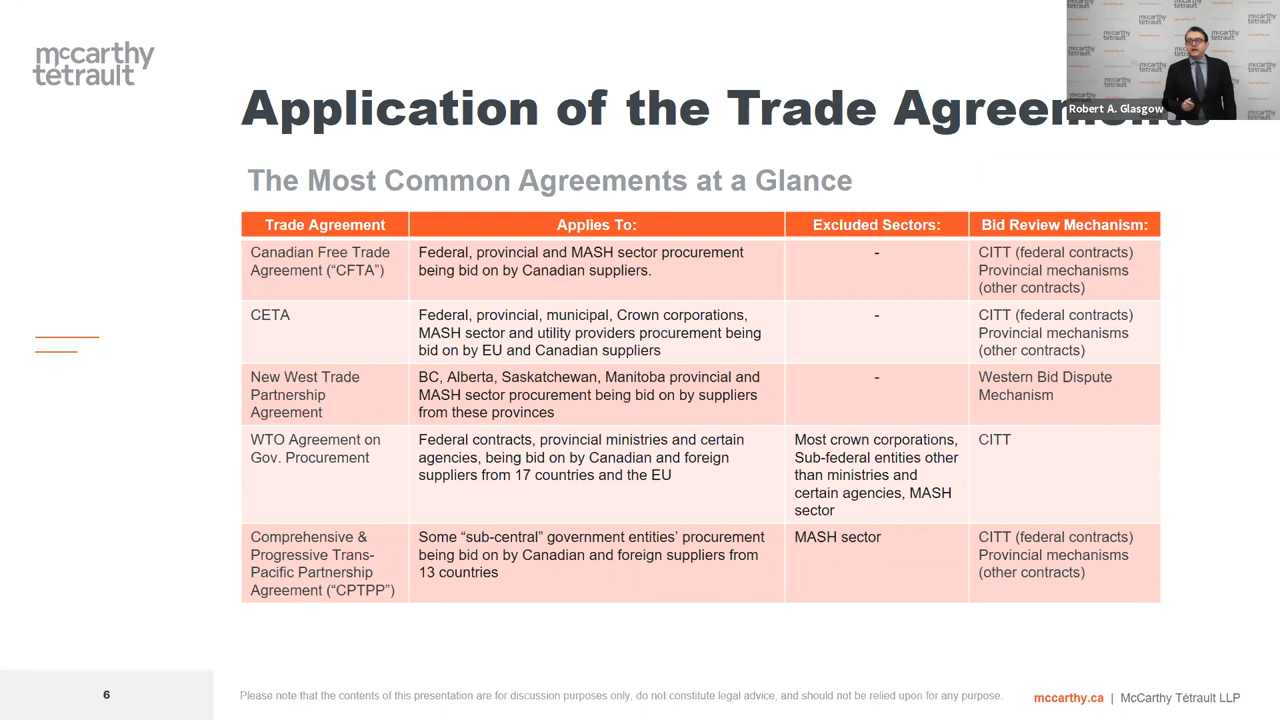 mccarthy
tetrault
Robert A. Glasgow
Application of the Trade Agreements
The Most Common Agreements at a Glance
Trade Agreement
Applies To:
Excluded Sectors:
Bid Review Mechanism:
Canadian Free Trade
Agreement (“CFTA”)
Federal, provincial and MASH sector procurement
being bid on by Canadian suppliers.
-
CITT (federal contracts)
Provincial mechanisms
(other contracts)
CETA
Federal, provincial, municipal, Crown corporations,
MASH sector and utility providers procurement being
bid on by EU and Canadian suppliers
-
CITT (federal contracts)
Provincial mechanisms
(other contracts)
New West Trade
Partnership
Agreement
BC, Alberta, Saskatchewan, Manitoba provincial and
MASH sector procurement being bid on by suppliers
from these provinces
-
Western Bid Dispute
Mechanism
WTO Agreement on
Gov. Procurement
Federal contracts, provincial ministries and certain
agencies, being bid on by Canadian and foreign
suppliers from 17 countries and the EU
Most crown corporations,
Sub-federal entities other
than ministries and
certain agencies, MASH
sector
CITT
Comprehensive &
Progressive Trans-
Pacific Partnership
Agreement (“CPTPP”)
Some “sub-central” government entities’ procurement
being bid on by Canadian and foreign suppliers from
13 countries
MASH sector
CITT (federal contracts)
Provincial mechanisms
(other contracts)
6
Please note that the contents of this presentation are for discussion purposes only, do not constitute legal advice, and should not be relied upon for any purpose.
mccarthy.ca | McCarthy Tétrault LLP